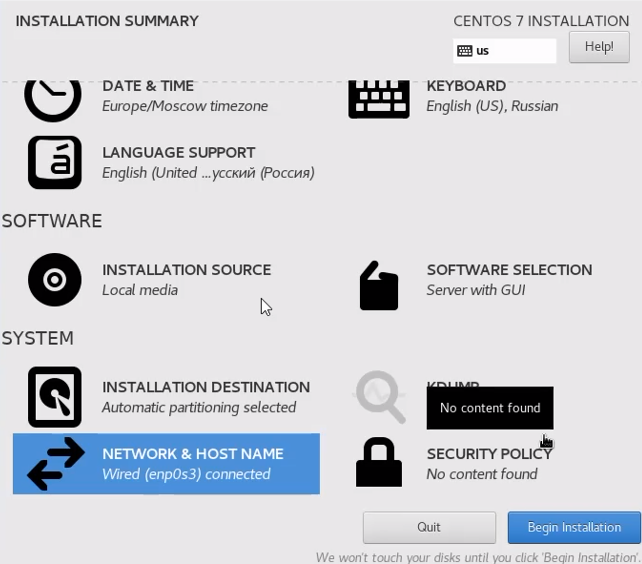 INSTALLATION SUMMARY
CENTOS 7 INSTALLATION
us
Help!
DATE & TIME
Europe/Moscow timezone
KEYBOARD
English (US), Russian
LANGUAGE SUPPORT
English (United ...усский (Россия)
SOFTWARE
INSTALLATION SOURCE
Local media
SOFTWARE SELECTION
Server with GUI
SYSTEM
INSTALLATION DESTINATION
Automatic partitioning selected
KDUMP
No content found
NETWORK & HOST NAME
Wired (enp0s3) connected
SECURITY POLICY
No content found
Quit
Begin Installation
We won't touch your disks until you click 'Begin Installation'.